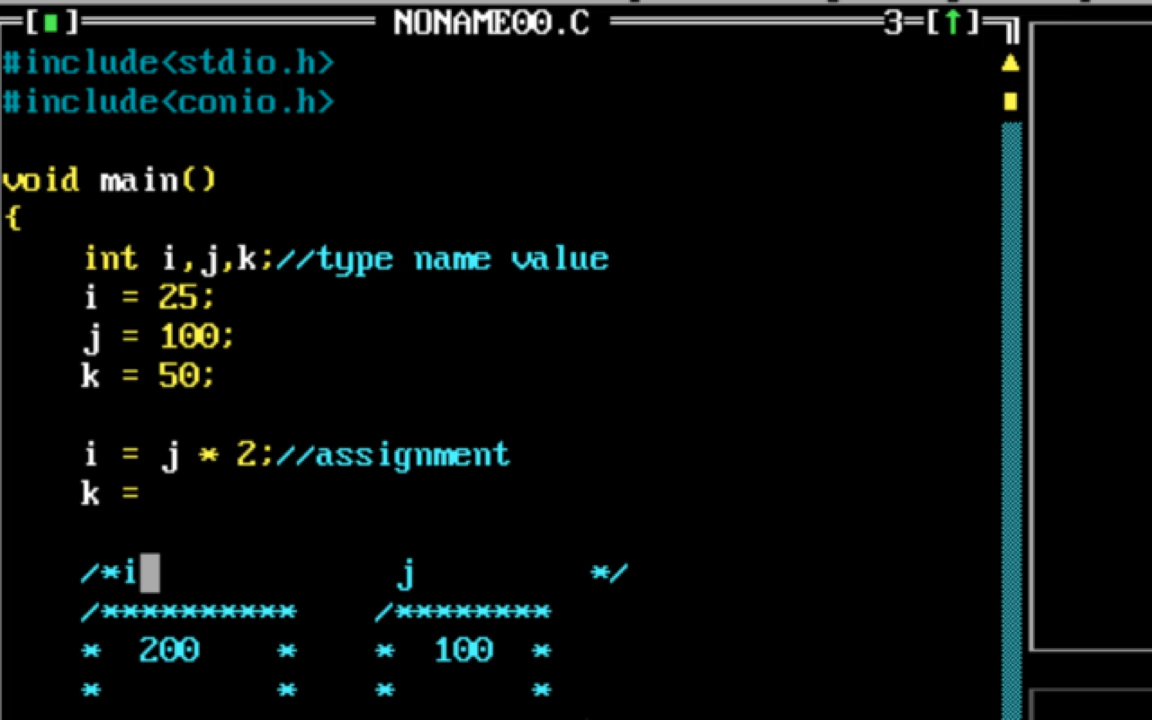 [■] NONAME00.C 3=[↑]
#include<stdio.h>
#include<conio.h>
void main()
{
int i,j,k;//type name value
i = 25;
j = 100;
k = 50;
i = j * 2;//assignment
k =
/*i j */
/********** /********
* 200 * * 100 *
* * * *